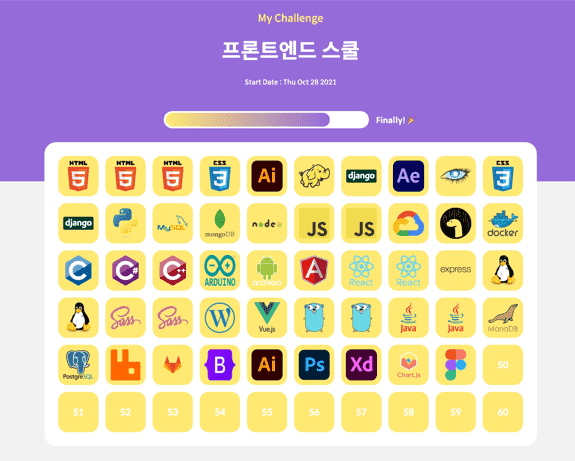 My Challenge
프론트엔드 스쿨
Start Date : Thu Oct 28 2021
Finally! 🎉
HTML HTML HTML CSS
5 5 5 3 Ai django Ae 3
django MySQL mongoDB node JS JS docker
C C# C++ ARDUINO android A React React express
Sass Sass W Vue.js Java Java MariaDB
PostgreSQL B Ai Ps Xd Chart.js 50
51 52 53 54 55 56 57 58 59 60